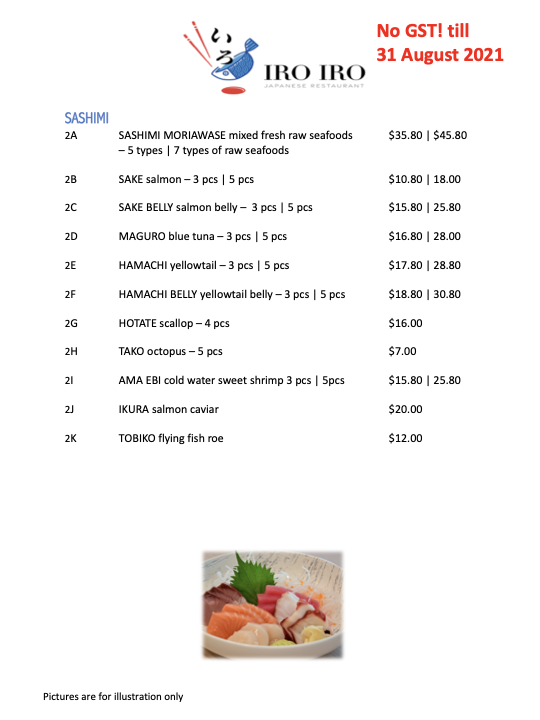 いろ
IRO IRO
JAPANESE RESTAURANT
No GST! till
31 August 2021
SASHIMI
2A SASHIMI MORIAWASE mixed fresh raw seafoods $35.80 | $45.80
– 5 types | 7 types of raw seafoods
2B SAKE salmon – 3 pcs | 5 pcs $10.80 | 18.00
2C SAKE BELLY salmon belly – 3 pcs | 5 pcs $15.80 | 25.80
2D MAGURO blue tuna – 3 pcs | 5 pcs $16.80 | 28.00
2E HAMACHI yellowtail – 3 pcs | 5 pcs $17.80 | 28.80
2F HAMACHI BELLY yellowtail belly – 3 pcs | 5 pcs $18.80 | 30.80
2G HOTATE scallop – 4 pcs $16.00
2H TAKO octopus – 5 pcs $7.00
2I AMA EBI cold water sweet shrimp 3 pcs | 5pcs $15.80 | 25.80
2J IKURA salmon caviar $20.00
2K TOBIKO flying fish roe $12.00
Pictures are for illustration only